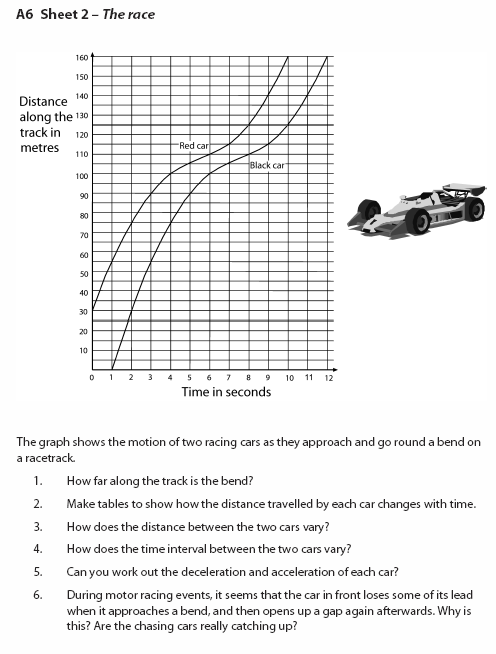 A6 Sheet 2 – The race
Distance
along the
track in
metres
160
150
140
130
120
110
100
90
80
70
60
50
40
30
20
10
Red car
Black car
0 1 2 3 4 5 6 7 8 9 10 11 12
Time in seconds
The graph shows the motion of two racing cars as they approach and go round a bend on
a racetrack.
1. How far along the track is the bend?
2. Make tables to show how the distance travelled by each car changes with time.
3. How does the distance between the two cars vary?
4. How does the time interval between the two cars vary?
5. Can you work out the deceleration and acceleration of each car?
6. During motor racing events, it seems that the car in front loses some of its lead
when it approaches a bend, and then opens up a gap again afterwards. Why is
this? Are the chasing cars really catching up?